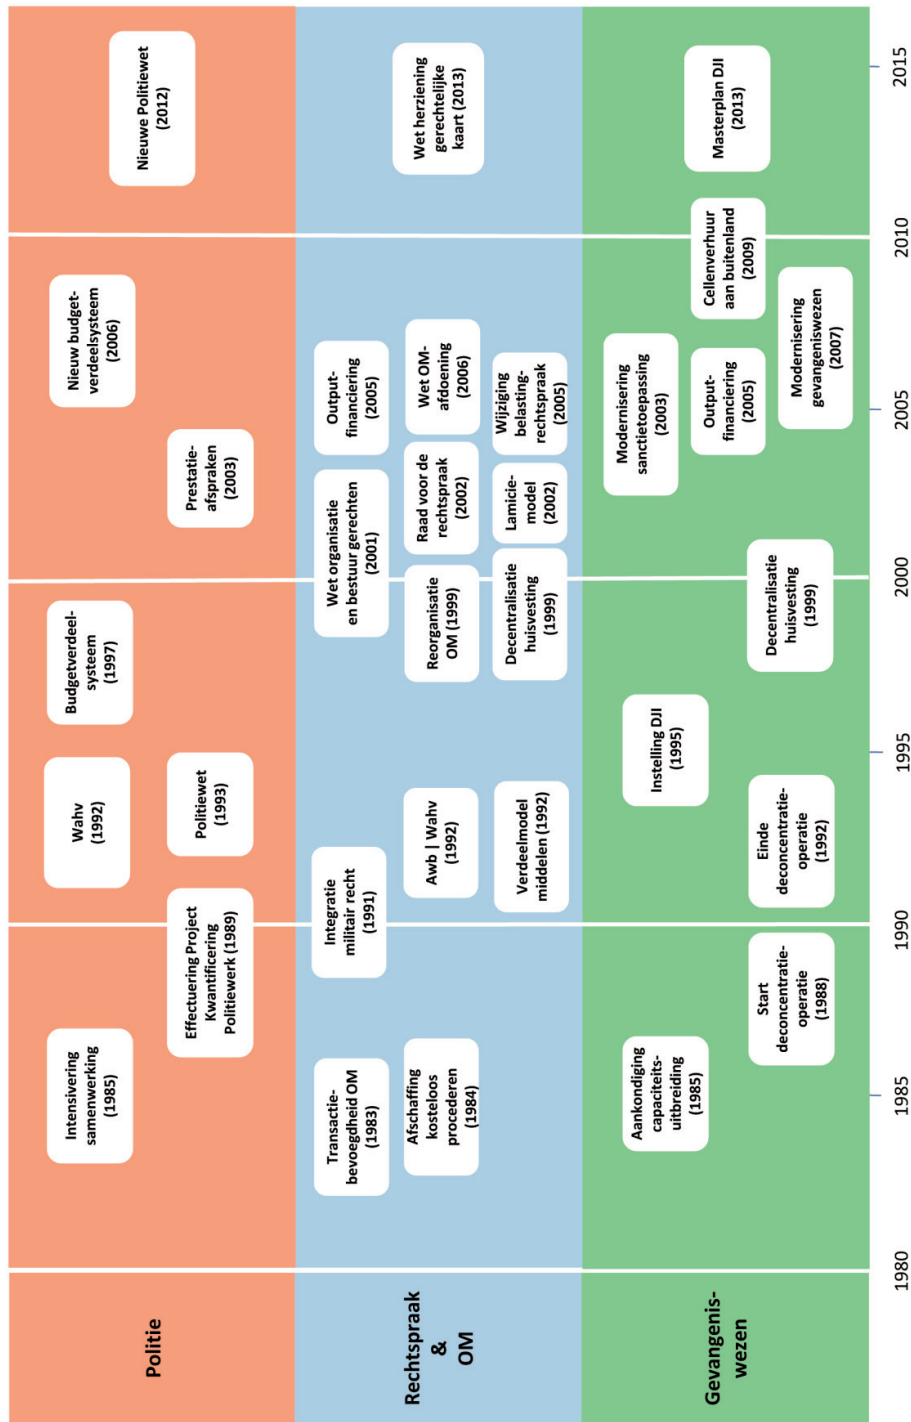 Politie
Intensivering
samenwerking
(1985)
Effectuering Project
Kwantificering
Politiewerk (1989)
Wahv
(1992)
Politiewet
(1993)
Budgetverdeel-
systeem
(1997)
Prestatie-
afspraken
(2003)
Nieuw budget-
verdeelsysteem
(2006)
Nieuwe Politiewet
(2012)
Rechtspraak
&
OM
Transactie-
bevoegdheid OM
(1983)
Afschaffing
kosteloos
procederen
(1984)
Integratie
militair recht
(1991)
Awb | Wahv
(1992)
Verdeelmodel
middelen (1992)
Wet organisatie
en bestuur gerechten
(2001)
Reorganisatie
OM (1999)
Decentralisatie
huisvesting
(1999)
Raad voor de
rechtspraak
(2002)
Lamicie-
model
(2002)
Output-
financiering
(2005)
Wet OM-
afdoening
(2006)
Wijziging
belasting-
rechtspraak
(2005)
Wet herziening
gerechtelijke
kaart (2013)
Gevangenis-
wezen
Aankondiging
capaciteits-
uitbreiding
(1985)
Start
deconcentratie-
operatie
(1988)
Einde
deconcentratie-
operatie
(1992)
Instelling DJI
(1995)
Decentralisatie
huisvesting
(1999)
Modernisering
sanctietoepassing
(2003)
Output-
financiering
(2005)
Modernisering
gevangeniswezen
(2007)
Cellenverhuur
aan buitenland
(2009)
Masterplan DJI
(2013)
1980
1985
1990
1995
2000
2005
2010
2015